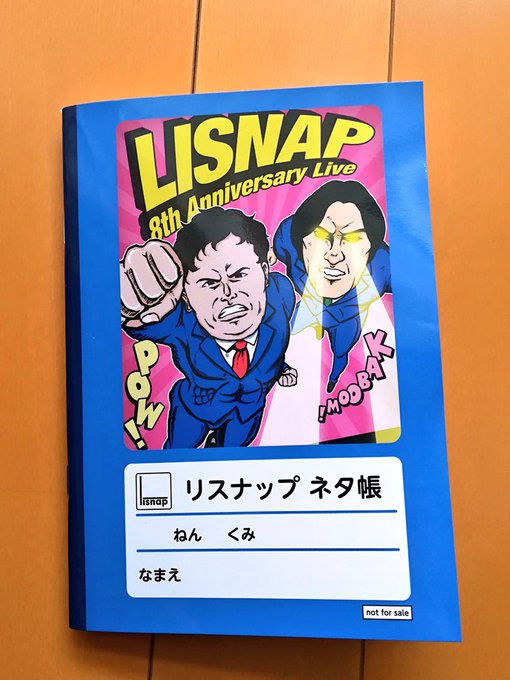 LISNAP
8th Anniversary Live
POW!
KABOOM!
Lisnap
リスナップ ネタ帳
ねん くみ
なまえ
not for sale